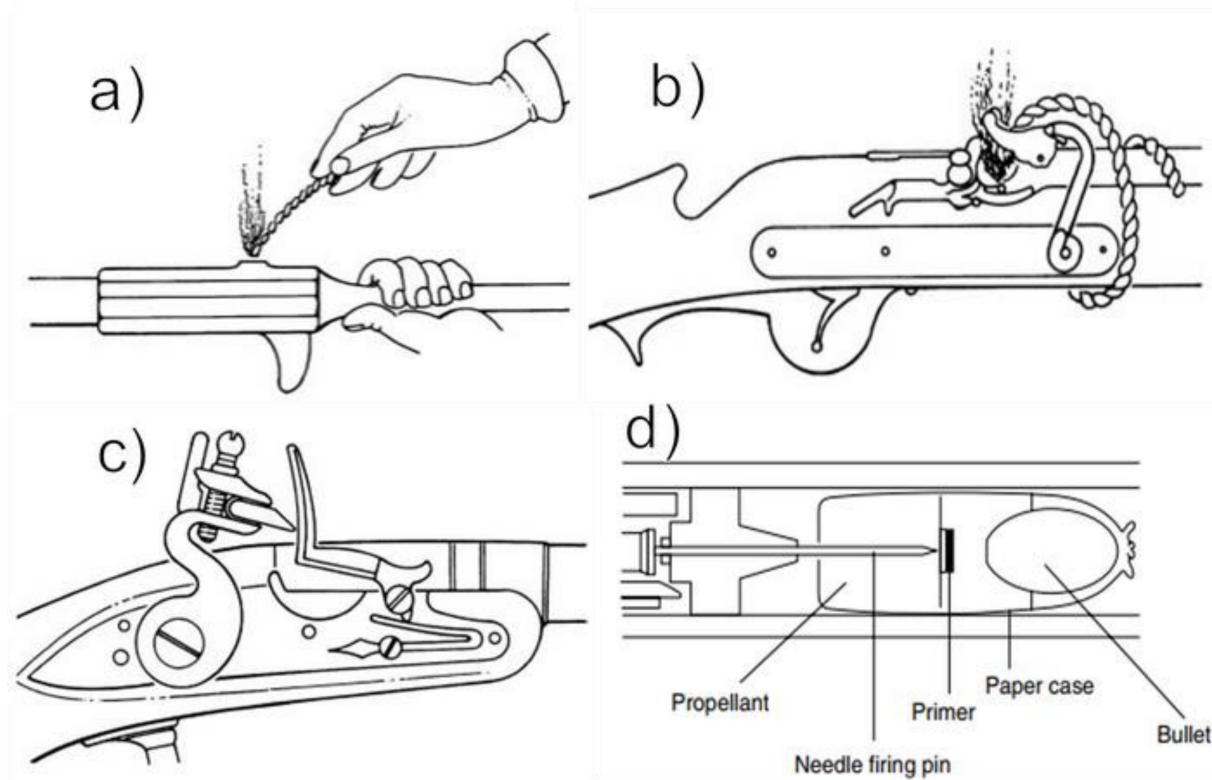 a)
b)
c)
d)
Propellant
Needle firing pin
Primer
Paper case
Bullet